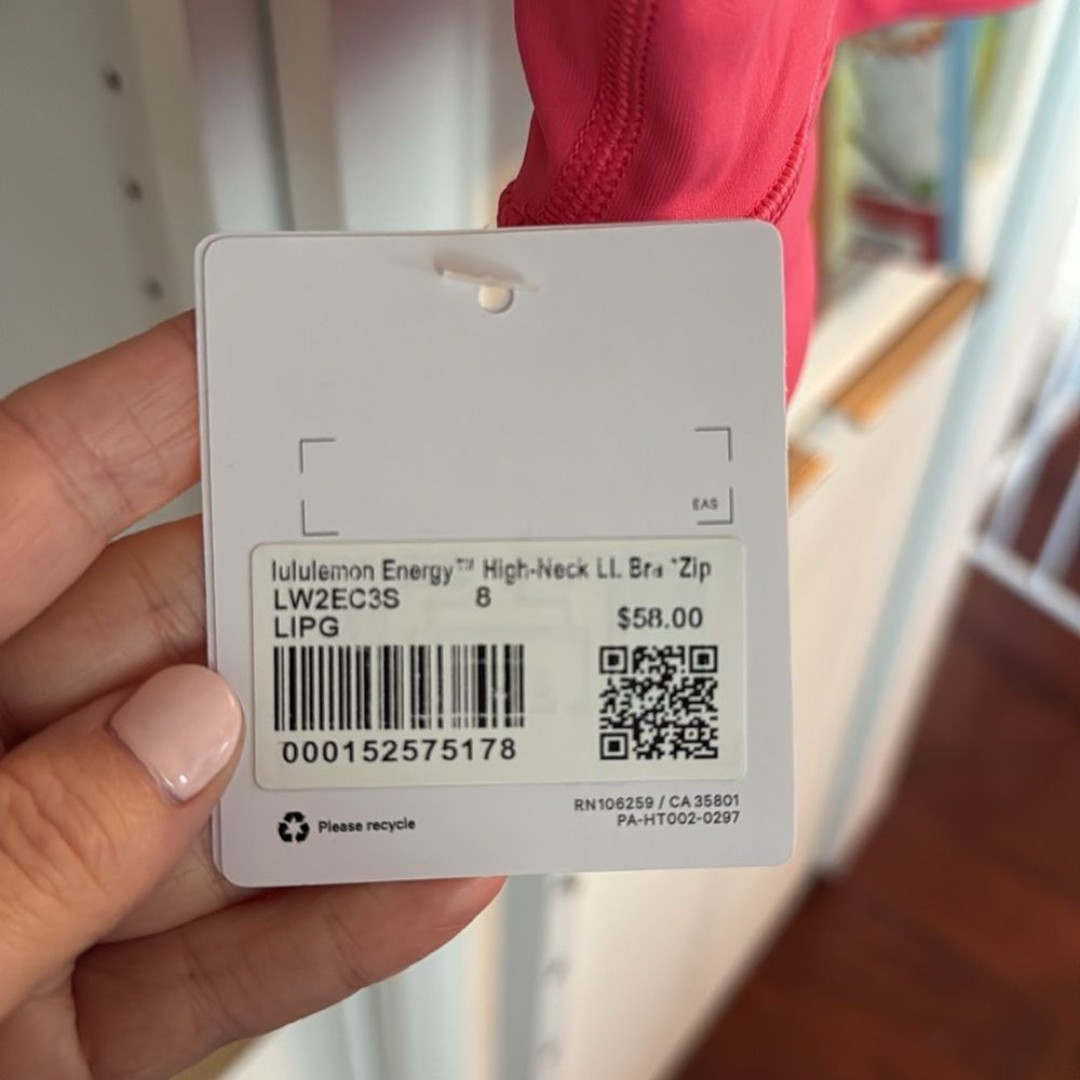 EAS
lululemon Energy™ High-Neck LL Bra *Zip
LW2EC3S 8
$58.00
LIPG
000152575178
RN106259 / CA 35801
PA-HT002-0297
Please recycle